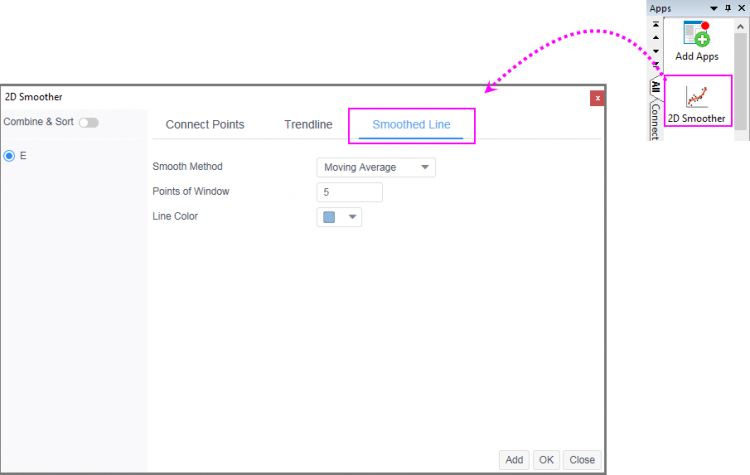 Apps
Add Apps
All
Connect
2D Smoother
2D Smoother
x
Combine & Sort
Connect Points Trendline Smoothed Line
E
Smooth Method Moving Average
Points of Window 5
Line Color
Add OK Close